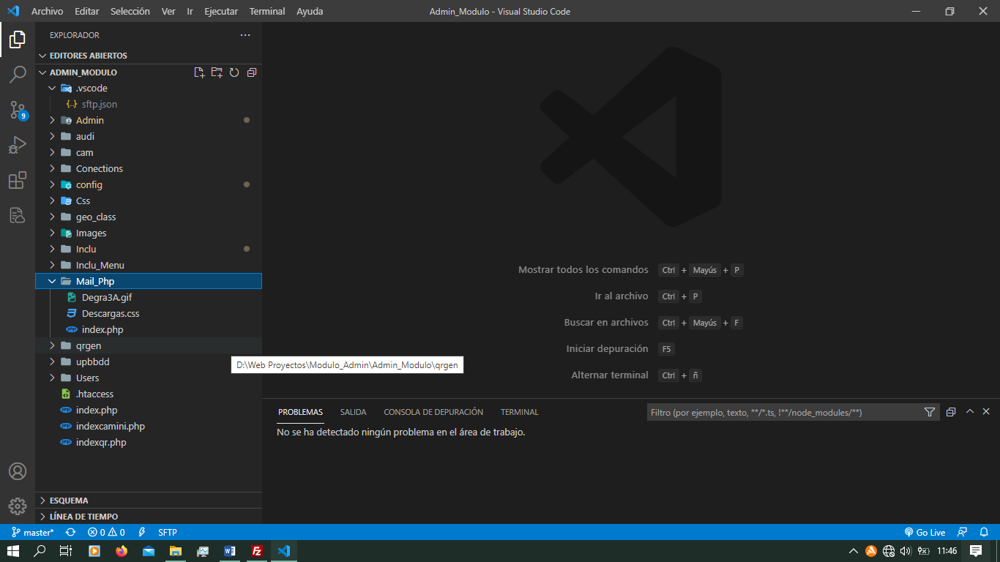 Archivo Editar Selección Ver Ir Ejecutar Terminal Ayuda Admin_Modulo - Visual Studio Code
EXPLORADOR
EDITORES ABIERTOS
ADMIN_MODULO
.vscode
{..} sftp.json
Admin
audi
cam
Conections
config
Css
geo_class
Images
Inclu
Inclu_Menu
Mail_Php
Degra3A.gif
Descargas.css
index.php
qrgen
upbbdd
Users
.htaccess
index.php
indexcamini.php
indexqr.php
ESQUEMA
LÍNEA DE TIEMPO
9
D:\Web Proyectos\Modulo_Admin\Admin_Modulo\qrgen
Mostrar todos los comandos Ctrl + Mayús + P
Ir al archivo Ctrl + P
Buscar en archivos Ctrl + Mayús + F
Iniciar depuración F5
Alternar terminal Ctrl + ñ
PROBLEMAS SALIDA CONSOLA DE DEPURACIÓN TERMINAL Filtro (por ejemplo, texto, **/*.ts, !**/node_modules/**)
No se ha detectado ningún problema en el área de trabajo.
master* 0 0 SFTP Go Live
11:46